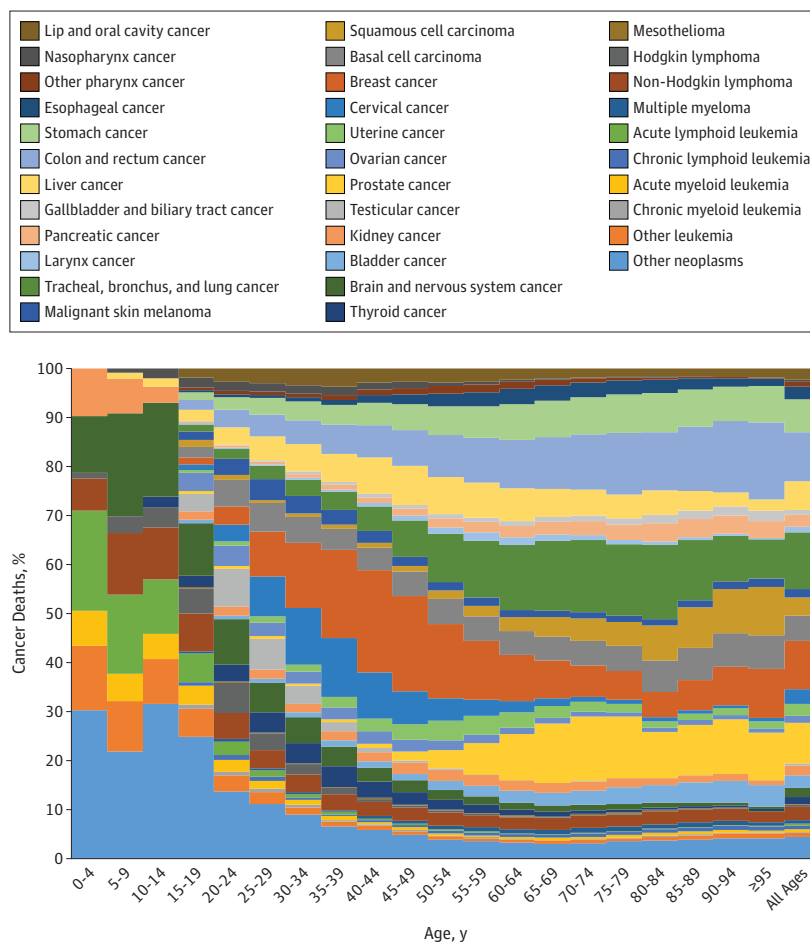 Lip and oral cavity cancer
Nasopharynx cancer
Other pharynx cancer
Esophageal cancer
Stomach cancer
Colon and rectum cancer
Liver cancer
Gallbladder and biliary tract cancer
Pancreatic cancer
Larynx cancer
Tracheal, bronchus, and lung cancer
Malignant skin melanoma
Squamous cell carcinoma
Basal cell carcinoma
Breast cancer
Cervical cancer
Uterine cancer
Ovarian cancer
Prostate cancer
Testicular cancer
Kidney cancer
Bladder cancer
Brain and nervous system cancer
Thyroid cancer
Mesothelioma
Hodgkin lymphoma
Non-Hodgkin lymphoma
Multiple myeloma
Acute lymphoid leukemia
Chronic lymphoid leukemia
Acute myeloid leukemia
Chronic myeloid leukemia
Other leukemia
Other neoplasms
Cancer Deaths, %
100
90
80
70
60
50
40
30
20
10
0
0-4
5-9
10-14
15-19
20-24
25-29
30-34
35-39
40-44
45-49
50-54
55-59
60-64
65-69
70-74
75-79
80-84
85-89
90-94
≥95
All Ages
Age, y